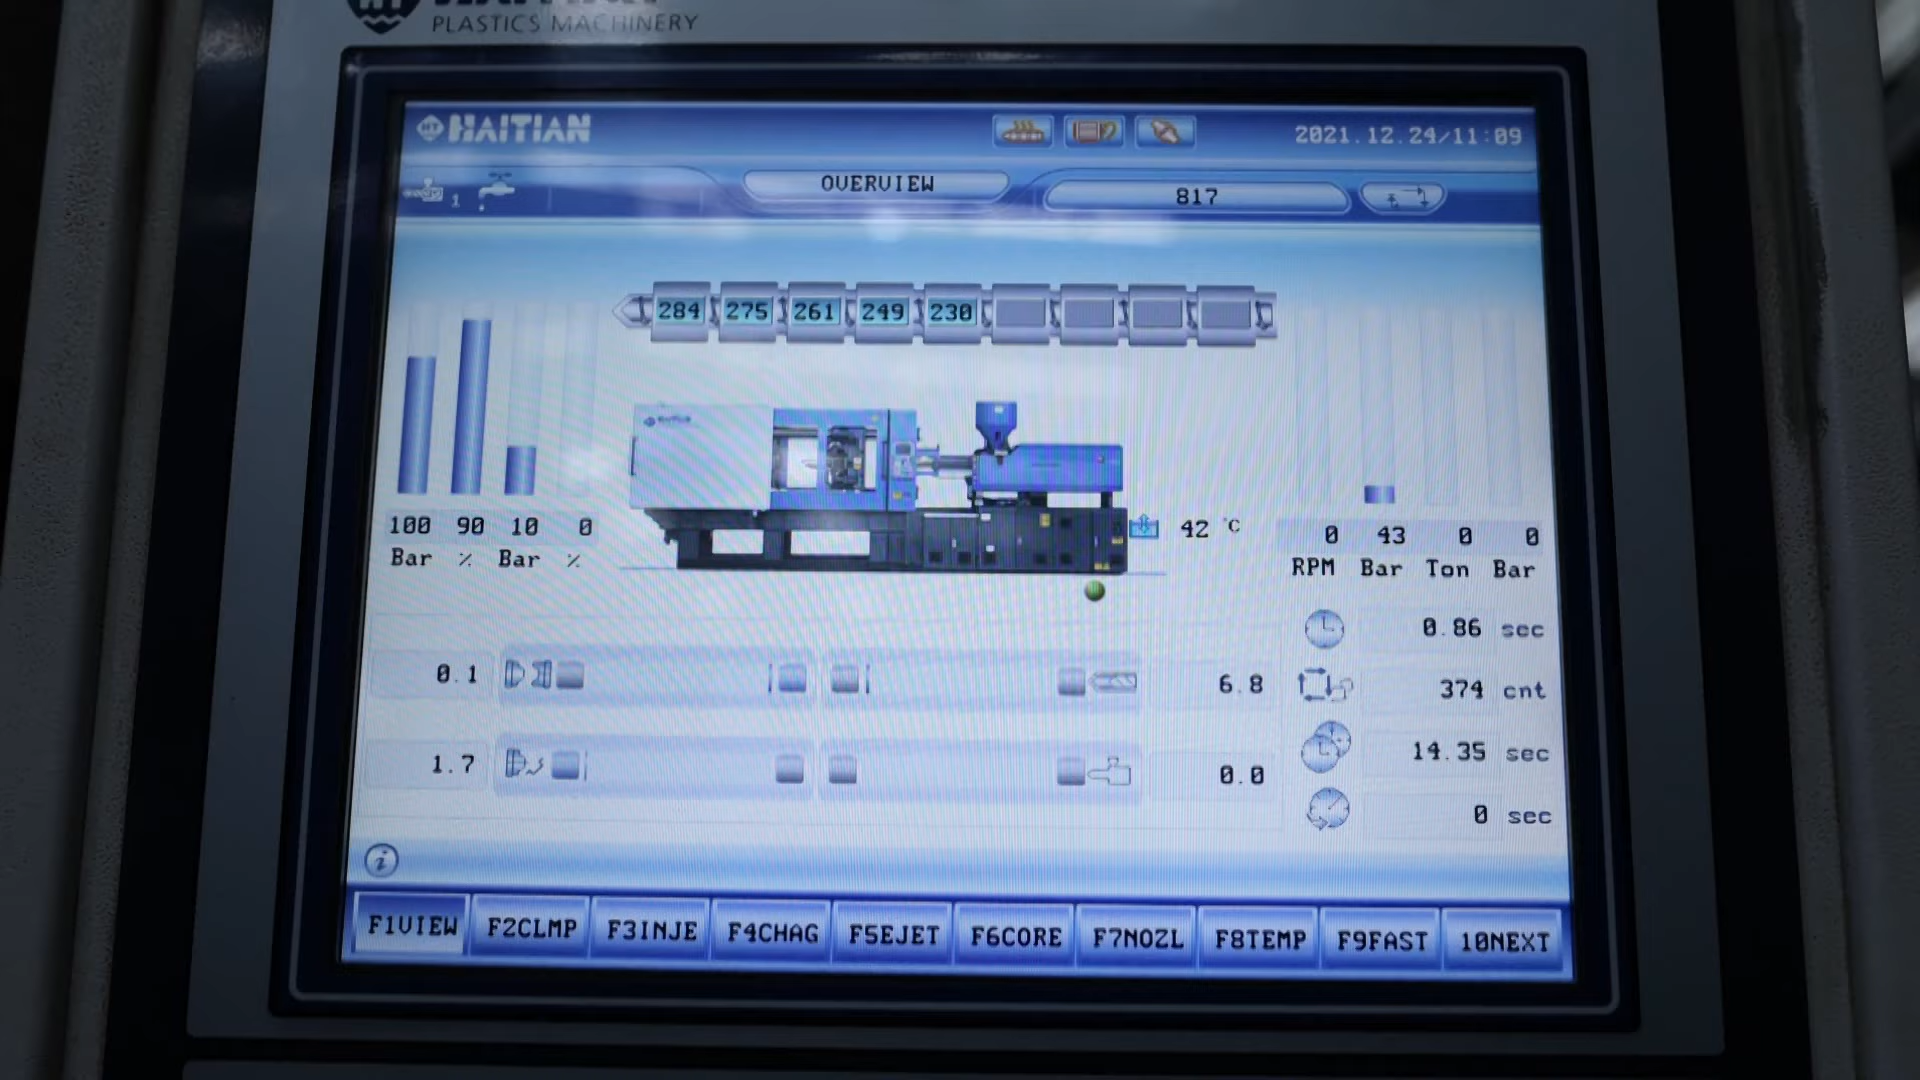 PLASTICS MACHINERY
HAITIAN
2021.12.24/11:09
1
OVERVIEW
817
284 275 261 249 230
100 90 10 0
Bar % Bar %
42 °C
0 43 0 0
RPM Bar Ton Bar
0.86 sec
0.1
6.8
374 cnt
1.7
0.0
14.35 sec
0 sec
i
F1VIEW F2CLMP F3INJE F4CHAG F5EJET F6CORE F7NOZL F8TEMP F9FAST 10NEXT